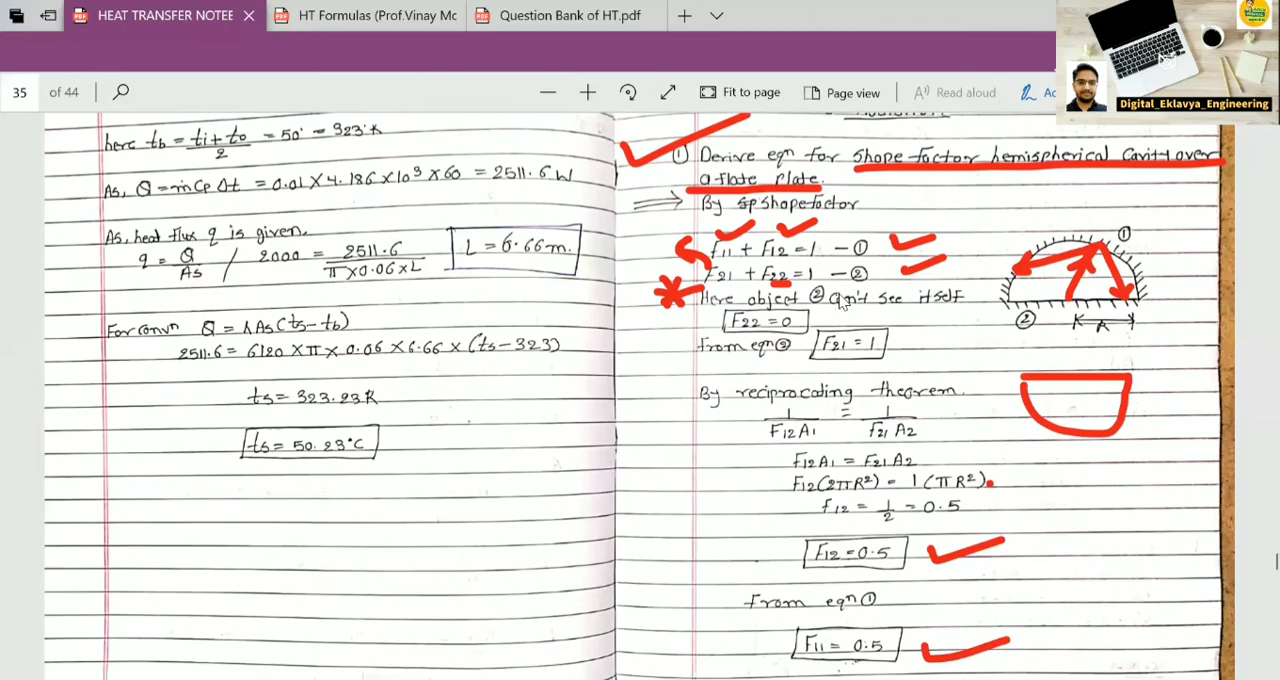 HEAT TRANSFER NOTEE
HT Formulas (Prof.Vinay Mc
Question Bank of HT.pdf
35 of 44
Fit to page
Page view
Read aloud
Digital_Eklavya_Engineering
here tb = ti+to / 2 = 50° = 323°K
As, Q = ṁCp Δt = 0.01 X 4.186 X 10³ X 60 = 2511.6 W
As, heat flux q is given.
q = Q / As / 2000 = 2511.6 / π X 0.06 X L
L = 6.66 m.
For convn Q = hAs(ts-tb)
2511.6 = 6120 X π X 0.06 X 6.66 X (ts-323)
ts = 323.23K
ts = 50.23°C
① Derive eqn for shape factor hemispherical cavity over
a flate plate.
⇒ By sp shape factor
F11 + F12 = 1 - ①
F21 + F22 = 1 - ②
Here object ② can't see itself
F22 = 0
From eqn ② F21 = 1
①
②
R
By reciprocating theorem.
1 / F12A1 = 1 / F21 A2
F12A1 = F21A2
F12(2πR²) = 1(πR²).
F12 = 1/2 = 0.5
F12 = 0.5
From eqn ①
F11 = 0.5